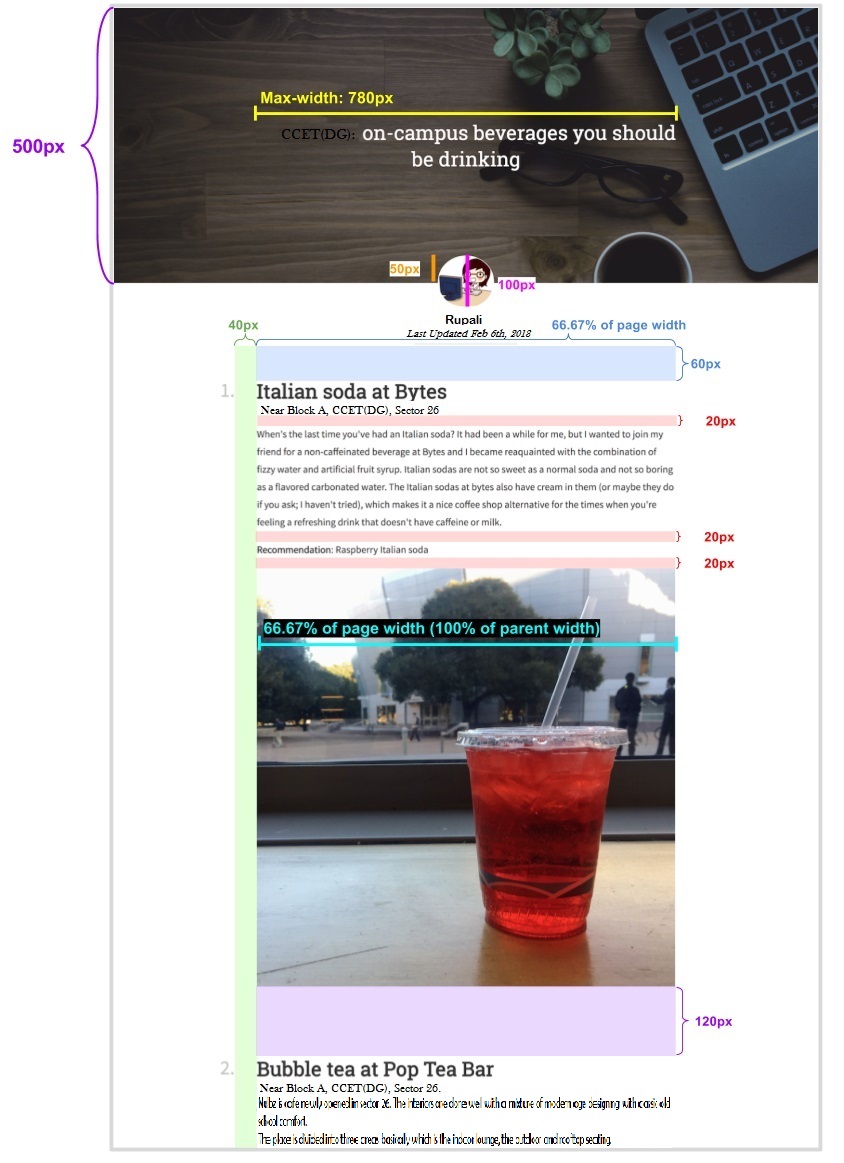 Max-width: 780px
500px
CCET(DG): on-campus beverages you should
be drinking
50px
100px
Rupali
40px
Last Updated Feb 6th, 2018
66.67% of page width
60px
1. Italian soda at Bytes
Near Block A, CCET(DG), Sector 26
20px
When's the last time you've had an Italian soda? It had been a while for me, but I wanted to join my
friend for a non-caffeinated beverage at Bytes and I became reaquainted with the combination of
fizzy water and artificial fruit syrup. Italian sodas are not so sweet as a normal soda and not so boring
as a flavored carbonated water. The Italian sodas at bytes also have cream in them (or maybe they do
if you ask; I haven't tried), which makes it a nice coffee shop alternative for the times when you're
feeling a refreshing drink that doesn't have caffeine or milk.
20px
Recommendation: Raspberry Italian soda
20px
66.67% of page width (100% of parent width)
120px
2. Bubble tea at Pop Tea Bar
Near Block A, CCET(DG), Sector 26.
is cafe newly opened in sector 26. The interiors are done well with a mixture of modern age designing with classic old
school comfort.
The place is divided into three areas basically which is the indoor lounge, the outdoor and rooftop seating.